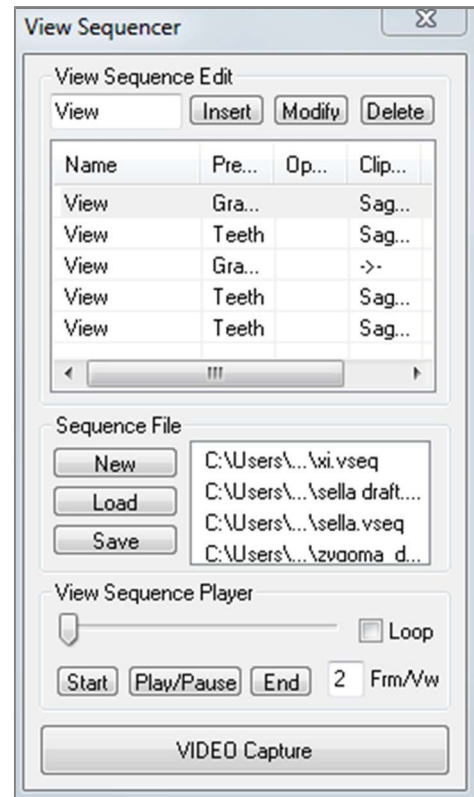 View Sequencer
View Sequence Edit
View Insert Modify Delete
Name Pre... Op... Clip...
View Gra... Sag...
View Teeth Sag...
View Gra... ->-
View Teeth Sag...
View Teeth Sag...
Sequence File
New
Load
Save
C:\Users\...\xi.vseq
C:\Users\...\sella draft....
C:\Users\...\sella.vseq
C:\Users\...\zygoma_d...
View Sequence Player
Loop
Start Play/Pause End 2 Frm/Vw
VIDEO Capture